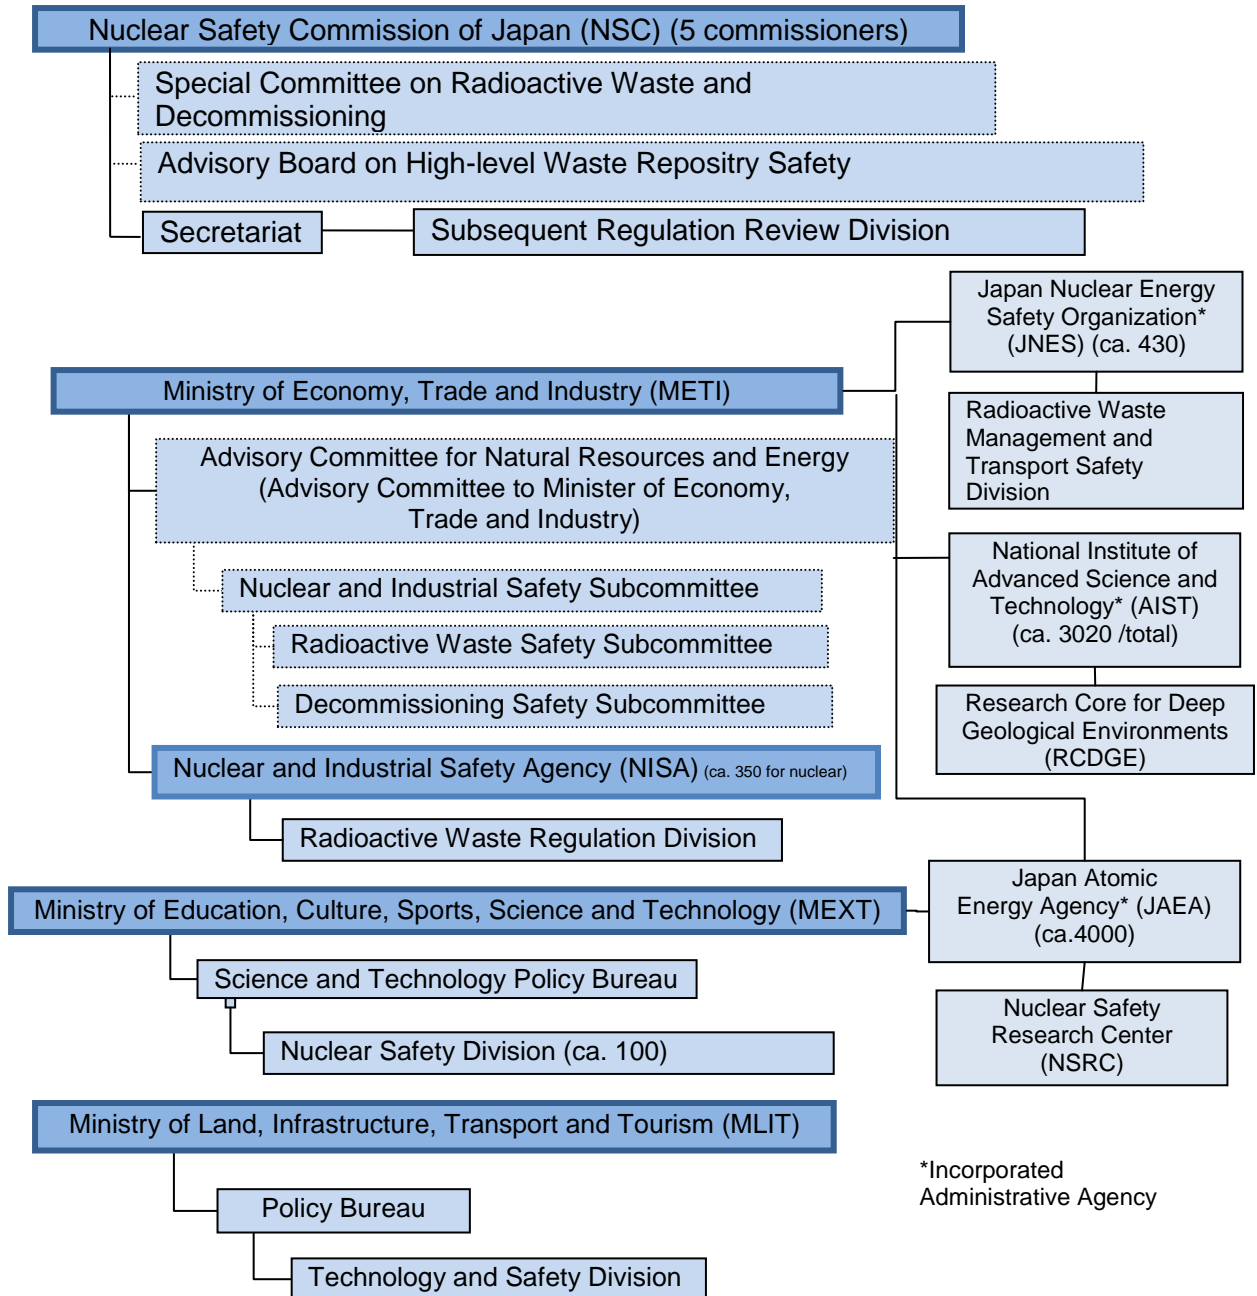 Nuclear Safety Commission of Japan (NSC) (5 commissioners)
Special Committee on Radioactive Waste and
Decommissioning
Advisory Board on High-level Waste Repositry Safety
Secretariat
Subsequent Regulation Review Division
Japan Nuclear Energy
Safety Organization*
(JNES) (ca. 430)
Ministry of Economy, Trade and Industry (METI)
Radioactive Waste
Management and
Transport Safety
Division
Advisory Committee for Natural Resources and Energy
(Advisory Committee to Minister of Economy,
Trade and Industry)
National Institute of
Advanced Science and
Technology* (AIST)
(ca. 3020 /total)
Nuclear and Industrial Safety Subcommittee
Radioactive Waste Safety Subcommittee
Decommissioning Safety Subcommittee
Research Core for Deep
Geological Environments
(RCDGE)
Nuclear and Industrial Safety Agency (NISA) (ca. 350 for nuclear)
Radioactive Waste Regulation Division
Japan Atomic
Energy Agency* (JAEA)
(ca.4000)
Ministry of Education, Culture, Sports, Science and Technology (MEXT)
Science and Technology Policy Bureau
Nuclear Safety
Research Center
(NSRC)
Nuclear Safety Division (ca. 100)
Ministry of Land, Infrastructure, Transport and Tourism (MLIT)
*Incorporated
Administrative Agency
Policy Bureau
Technology and Safety Division